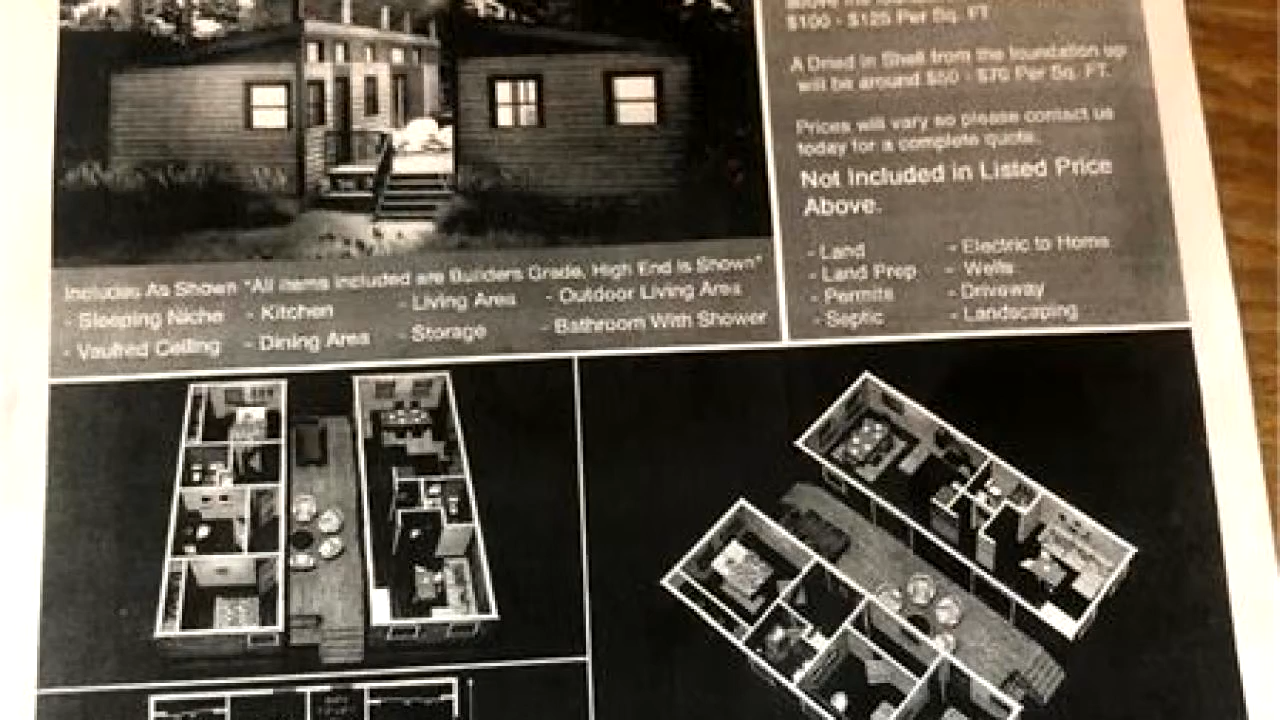 above the foundation
$100 - $125 Per Sq. FT
A Dried in Shell from the foundation up
will be around $50 - $70 Per Sq. FT.
Prices will vary so please contact us
today for a complete quote.
Not Included in Listed Price
Above.
- Land - Electric to Home
- Land Prep - Wells
- Permits - Driveway
- Septic - Landscaping
Includes As Shown "All items included are Builders Grade, High End is Shown"
- Sleeping Niche - Kitchen - Living Area - Outdoor Living Area
- Vaulted Ceiling - Dining Area - Storage - Bathroom With Shower